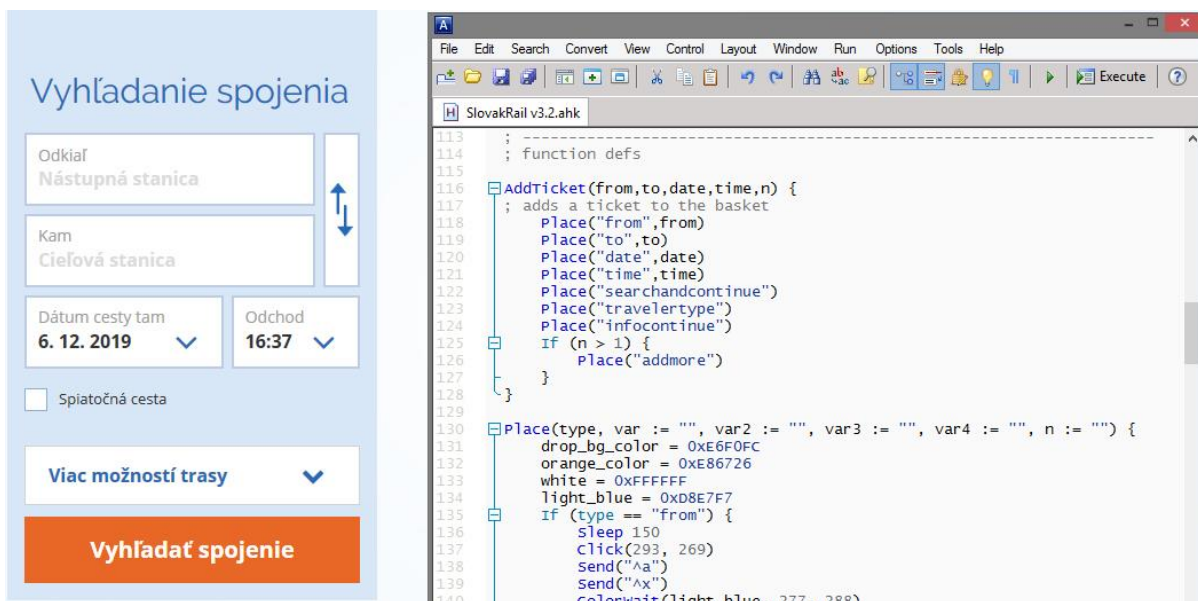 Vyhľadanie spojenia
Odkiaľ
Nástupná stanica
Kam
Cieľová stanica
Dátum cesty tam
6. 12. 2019
Odchod
16:37
Spiatočná cesta
Viac možností trasy
Vyhľadať spojenie
A
File Edit Search Convert View Control Layout Window Run Options Tools Help
Execute
H SlovakRail v3.2.ahk
113 ; ----------------------------------------------------------------------
114 ; function defs
115
116 AddTicket(from,to,date,time,n) {
117 ; adds a ticket to the basket
118 Place("from",from)
119 Place("to",to)
120 Place("date",date)
121 Place("time",time)
122 Place("searchandcontinue")
123 Place("travelertype")
124 Place("infocontinue")
125 If (n > 1) {
126 Place("addmore")
127 }
128 }
129
130 Place(type, var := "", var2 := "", var3 := "", var4 := "", n := "") {
131 drop_bg_color = 0xE6F0FC
132 orange_color = 0xE86726
133 white = 0xFFFFFF
134 light_blue = 0xD8E7F7
135 If (type == "from") {
136 Sleep 150
137 Click(293, 269)
138 Send("^a")
139 Send("^x")
140 ColorWait(light_blue, 277, 288)